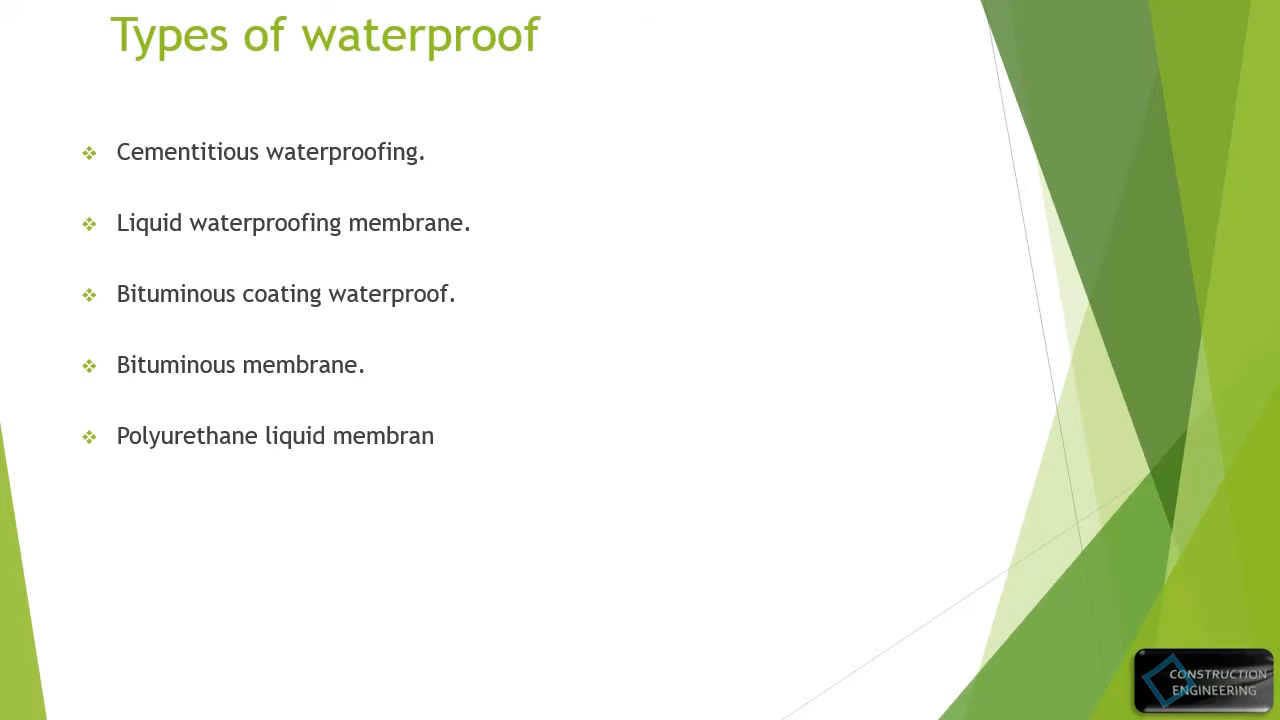 Types of waterproof
Cementitious waterproofing.
Liquid waterproofing membrane.
Bituminous coating waterproof.
Bituminous membrane.
Polyurethane liquid membran
CONSTRUCTION
ENGINEERING